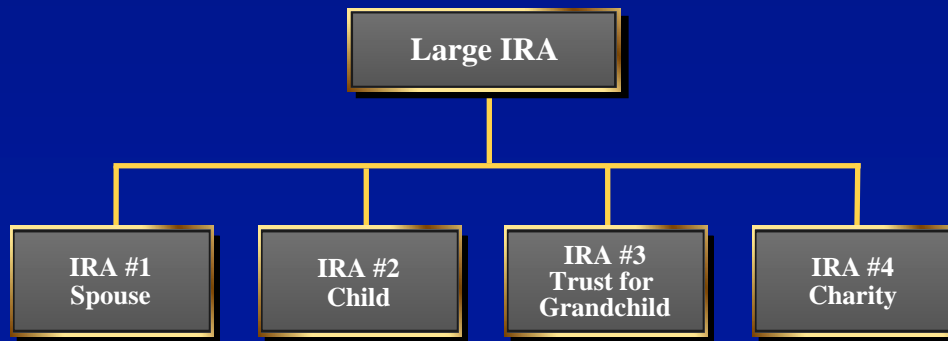 Large IRA
IRA #1
Spouse
IRA #2
Child
IRA #3
Trust for
Grandchild
IRA #4
Charity